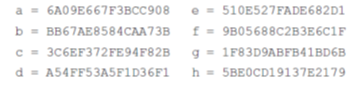 a = 6A09E667F3BCC908 e = 510E527FADE682D1
b = BB67AE8584CAA73B f = 9B05688C2B3E6C1F
c = 3C6EF372FE94F82B g = 1F83D9ABFB41BD6B
d = A54FF53A5F1D36F1 h = 5BE0CD19137E2179